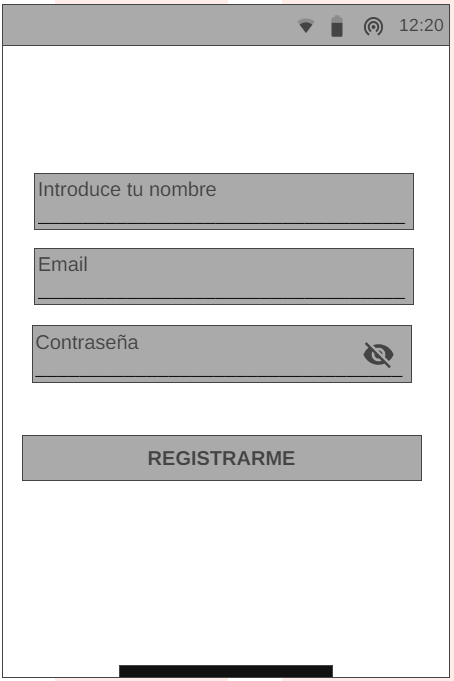 12:20
Introduce tu nombre
Email
Contraseña
REGISTRARME